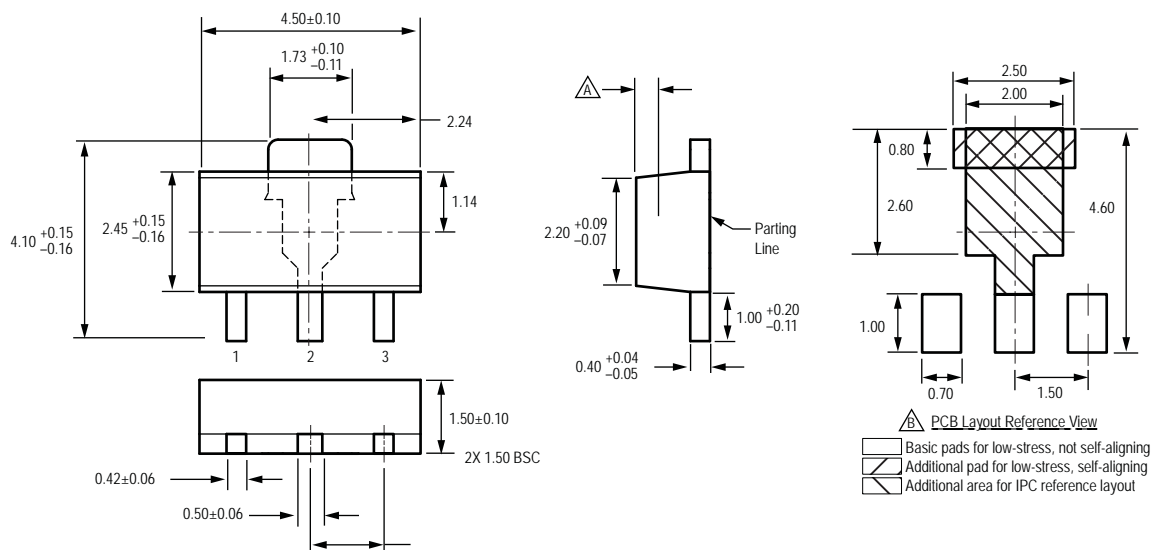 4.50±0.10
1.73 +0.10
−0.11
2.24
1.14
4.10 +0.15
−0.16
2.45 +0.15
−0.16
1 2 3
1.50±0.10
2X 1.50 BSC
0.42±0.06
0.50±0.06
A
2.20 +0.09
−0.07
Parting
Line
1.00 +0.20
−0.11
0.40 +0.04
−0.05
2.50
2.00
0.80
2.60
4.60
1.00
0.70
1.50
B PCB Layout Reference View
Basic pads for low-stress, not self-aligning
Additional pad for low-stress, self-aligning
Additional area for IPC reference layout